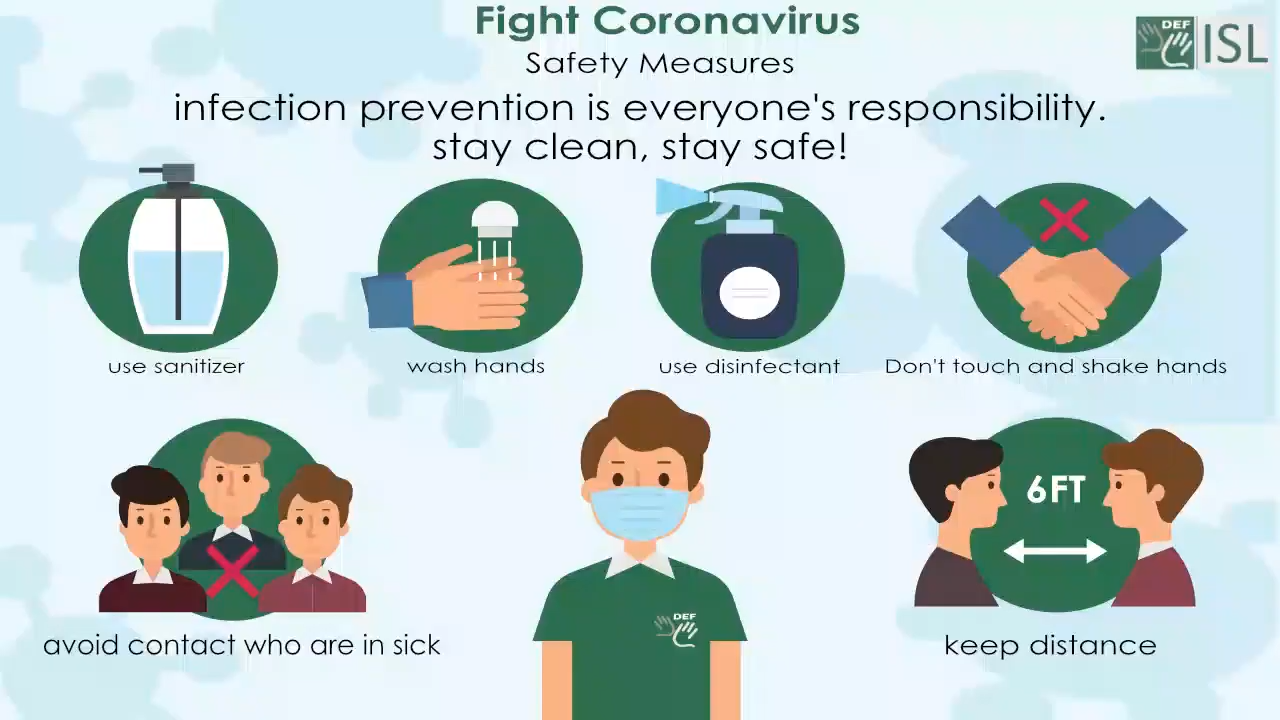 Fight Coronavirus
DEF
ISL
Safety Measures
infection prevention is everyone's responsibility.
stay clean, stay safe!
use sanitizer
wash hands
use disinfectant
Don't touch and shake hands
6FT
DEF
avoid contact who are in sick
keep distance